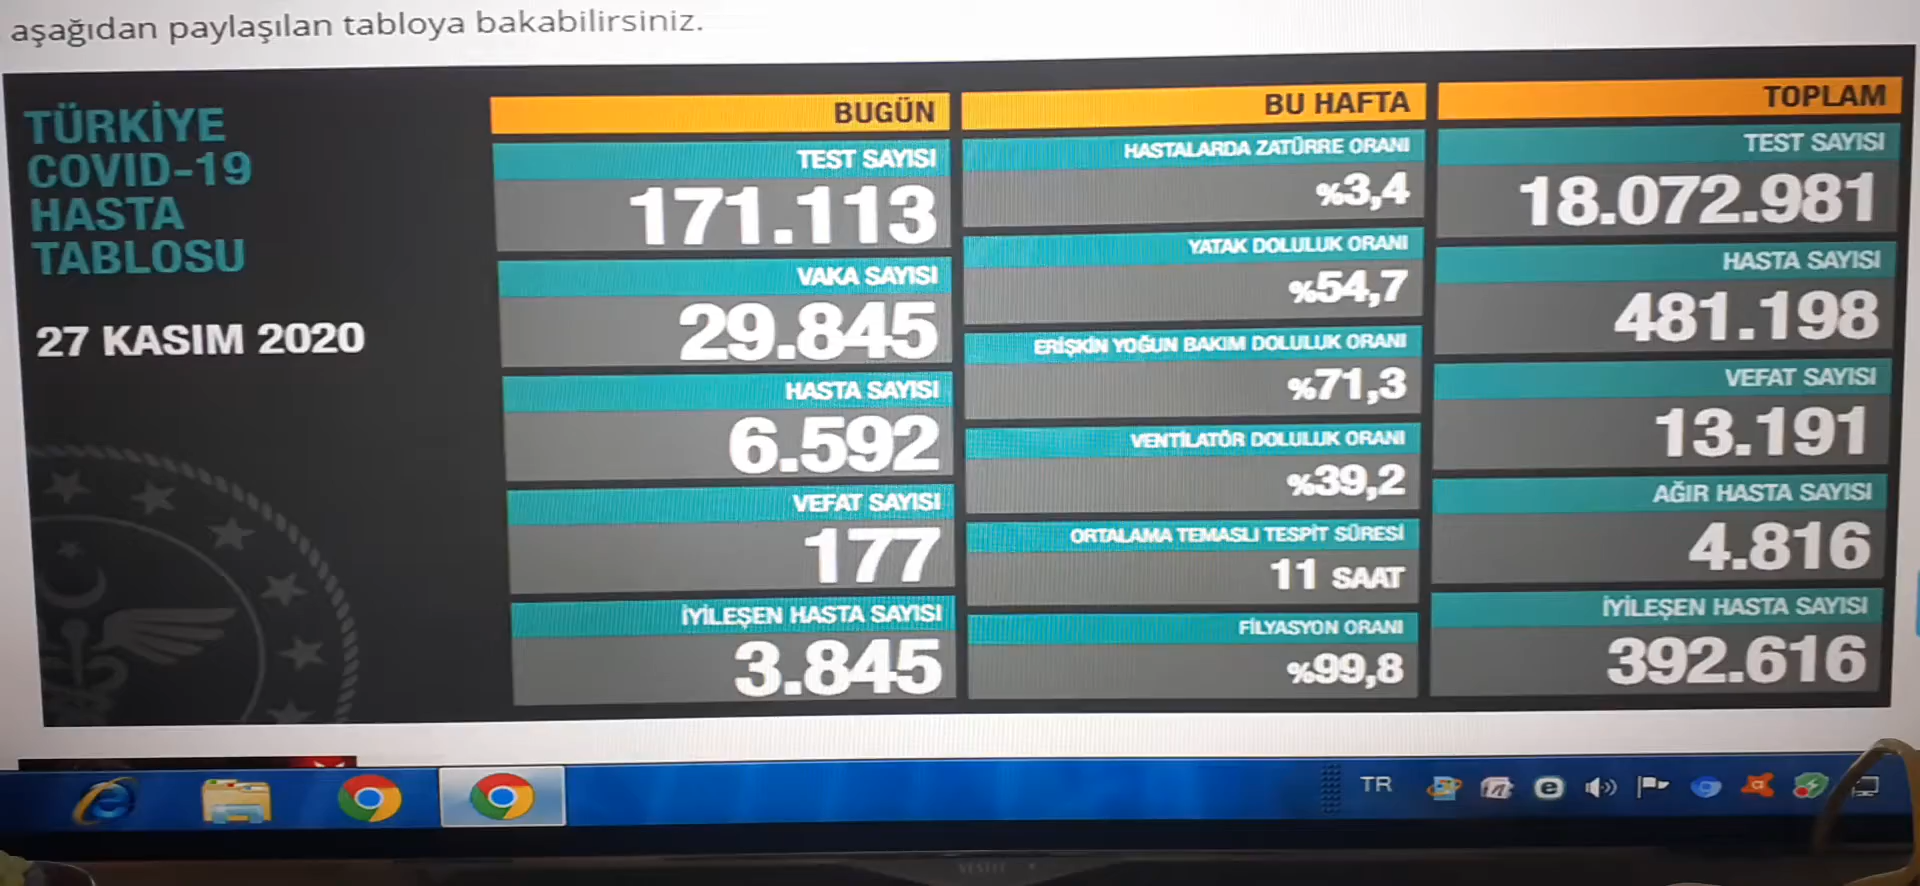 aşağıdan paylaşılan tabloya bakabilirsiniz.
TÜRKİYE
COVID-19
HASTA
TABLOSU
27 KASIM 2020
BUGÜN
TEST SAYISI
171.113
VAKA SAYISI
29.845
HASTA SAYISI
6.592
VEFAT SAYISI
177
İYİLEŞEN HASTA SAYISI
3.845
BU HAFTA
HASTALARDA ZATÜRRE ORANI
%3,4
YATAK DOLULUK ORANI
%54,7
ERİŞKİN YOĞUN BAKIM DOLULUK ORANI
%71,3
VENTİLATÖR DOLULUK ORANI
%39,2
ORTALAMA TEMASLI TESPİT SÜRESİ
11 SAAT
FİLYASYON ORANI
%99,8
TOPLAM
TEST SAYISI
18.072.981
HASTA SAYISI
481.198
VEFAT SAYISI
13.191
AĞIR HASTA SAYISI
4.816
İYİLEŞEN HASTA SAYISI
392.616
TR
VESTEL